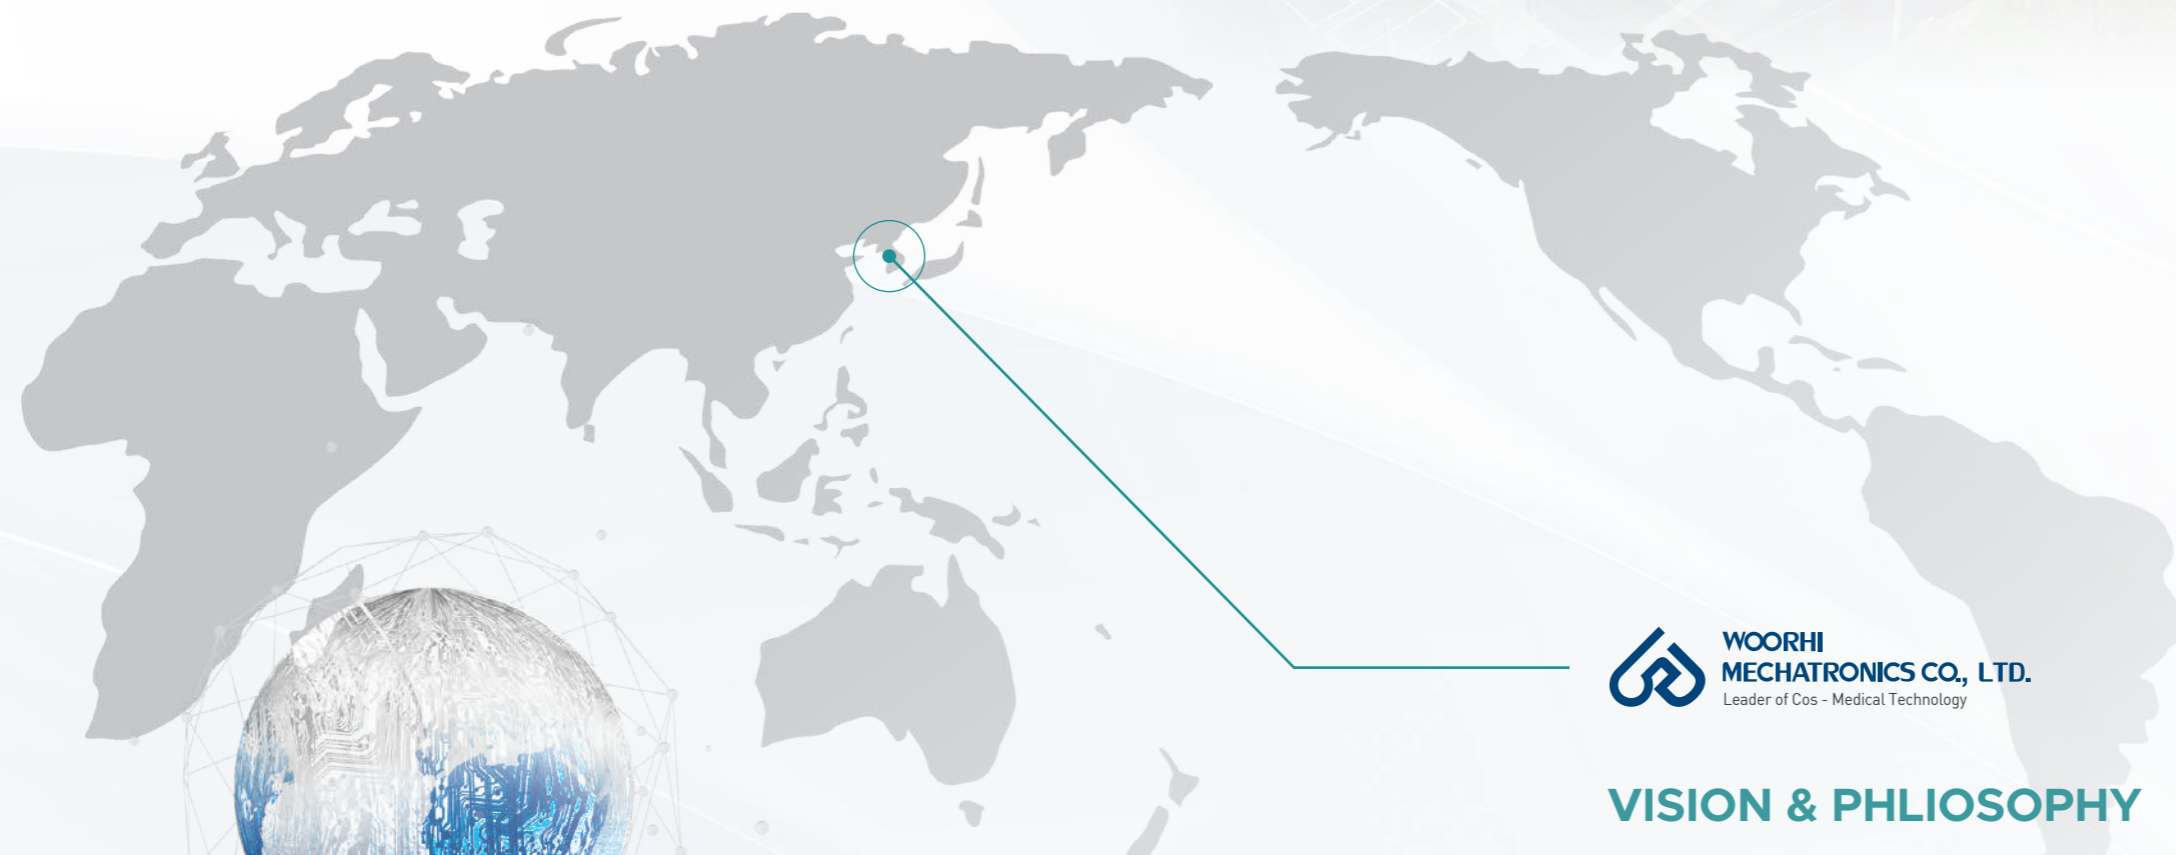 WOORHI
MECHATRONICS CO., LTD.
Leader of Cos - Medical Technology
VISION & PHLIOSOPHY